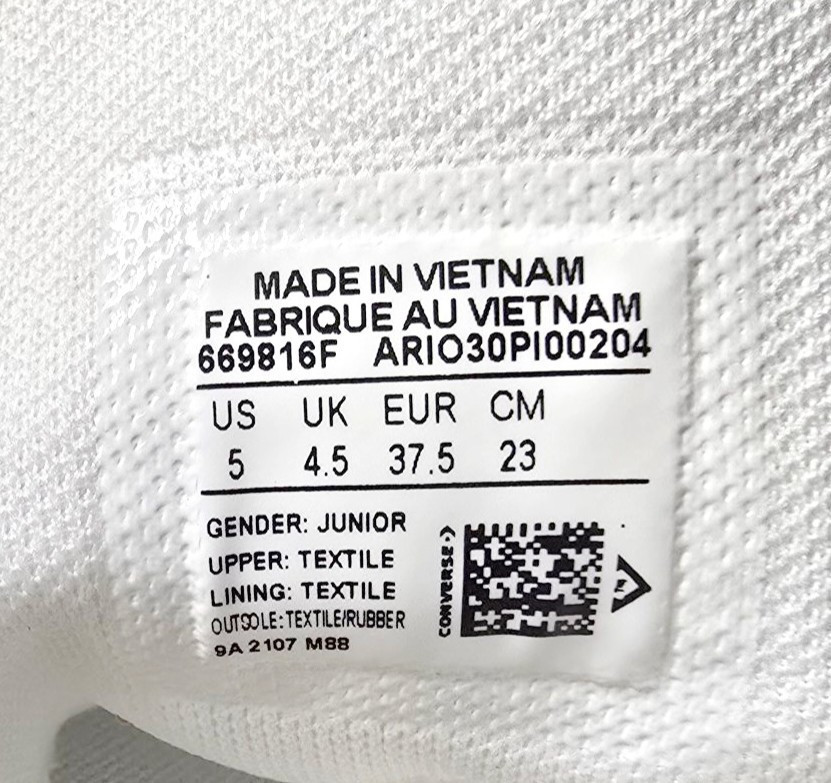 MADE IN VIETNAM
FABRIQUE AU VIETNAM
669816F ARIO30PI00204
US UK EUR CM
5 4.5 37.5 23
GENDER: JUNIOR
UPPER: TEXTILE
LINING: TEXTILE
OUTSOLE:TEXTILE/RUBBER
9A 2107 M88
CONVERSE
TM